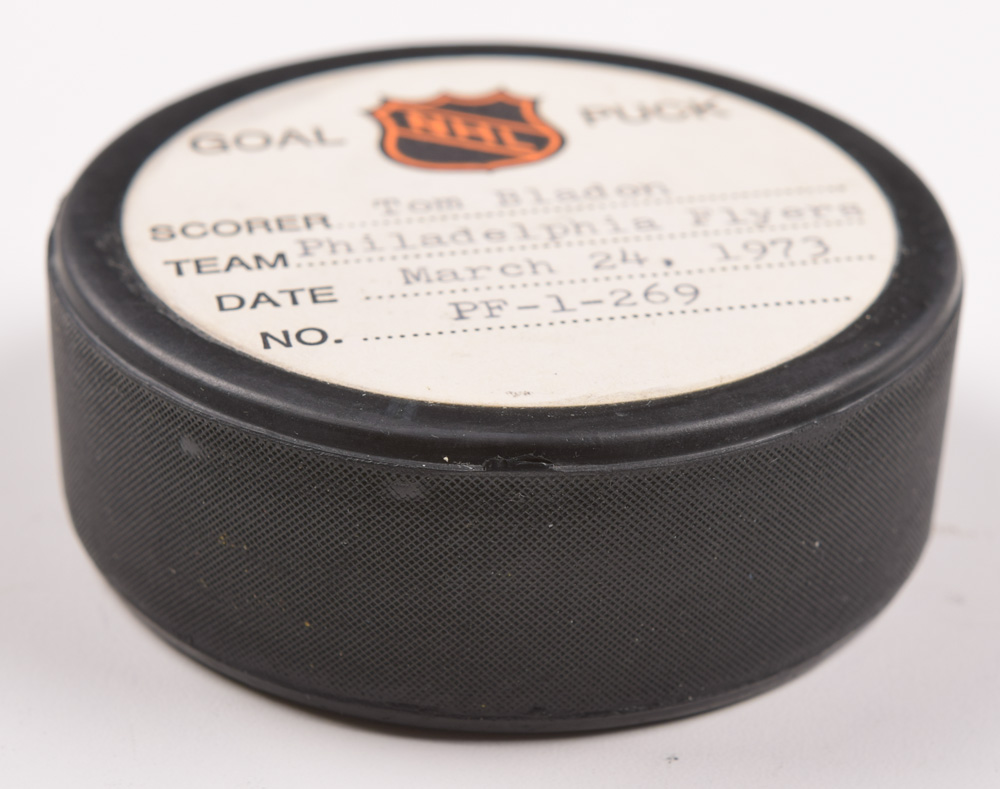 GOAL NHL PUCK
SCORER Tom Bladon
TEAM Philadelphia Flyers
DATE March 24, 1973
NO. PF-1-269